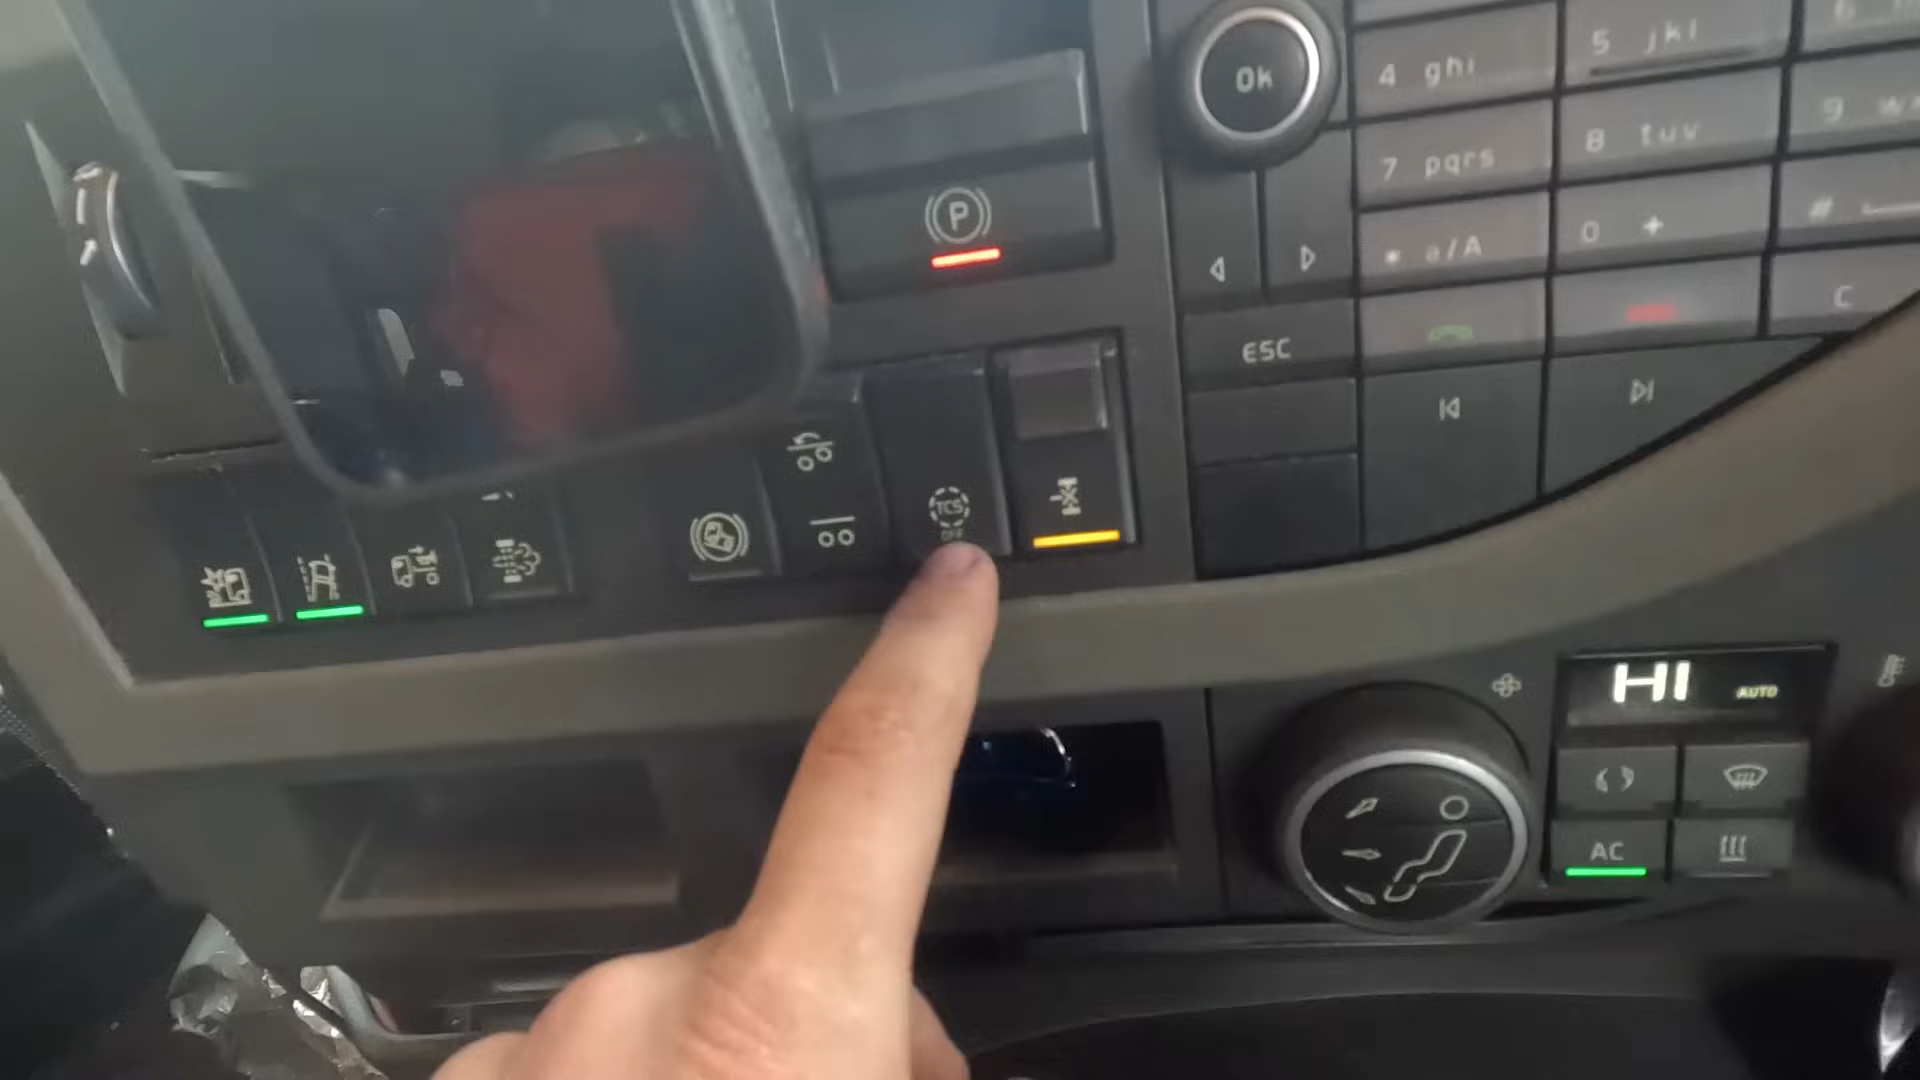 Ok
4 ghi
5 jkl
7 pqrs
8 tuv
9 w
* a/A
0 +
#
P
ESC
C
TCS
OFF
HI
AUTO
AC